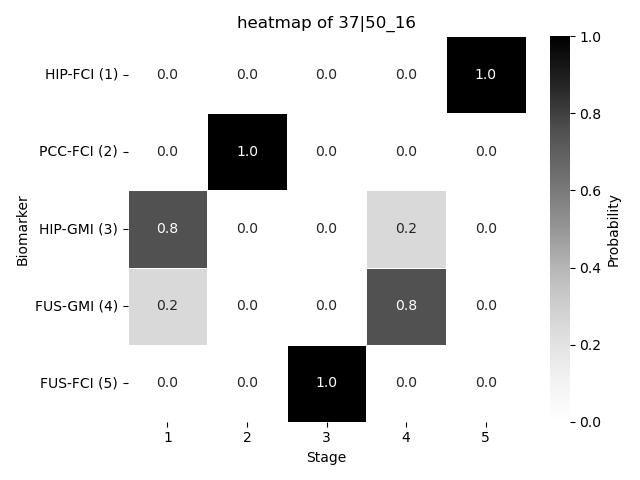 heatmap of 37|50_16
HIP-FCI (1) 0.0 0.0 0.0 0.0 1.0
PCC-FCI (2) 0.0 1.0 0.0 0.0 0.0
HIP-GMI (3) 0.8 0.0 0.0 0.2 0.0
FUS-GMI (4) 0.2 0.0 0.0 0.8 0.0
FUS-FCI (5) 0.0 0.0 1.0 0.0 0.0
1 2 3 4 5
Stage
Biomarker
1.0
0.8
0.6
0.4
0.2
0.0
Probability